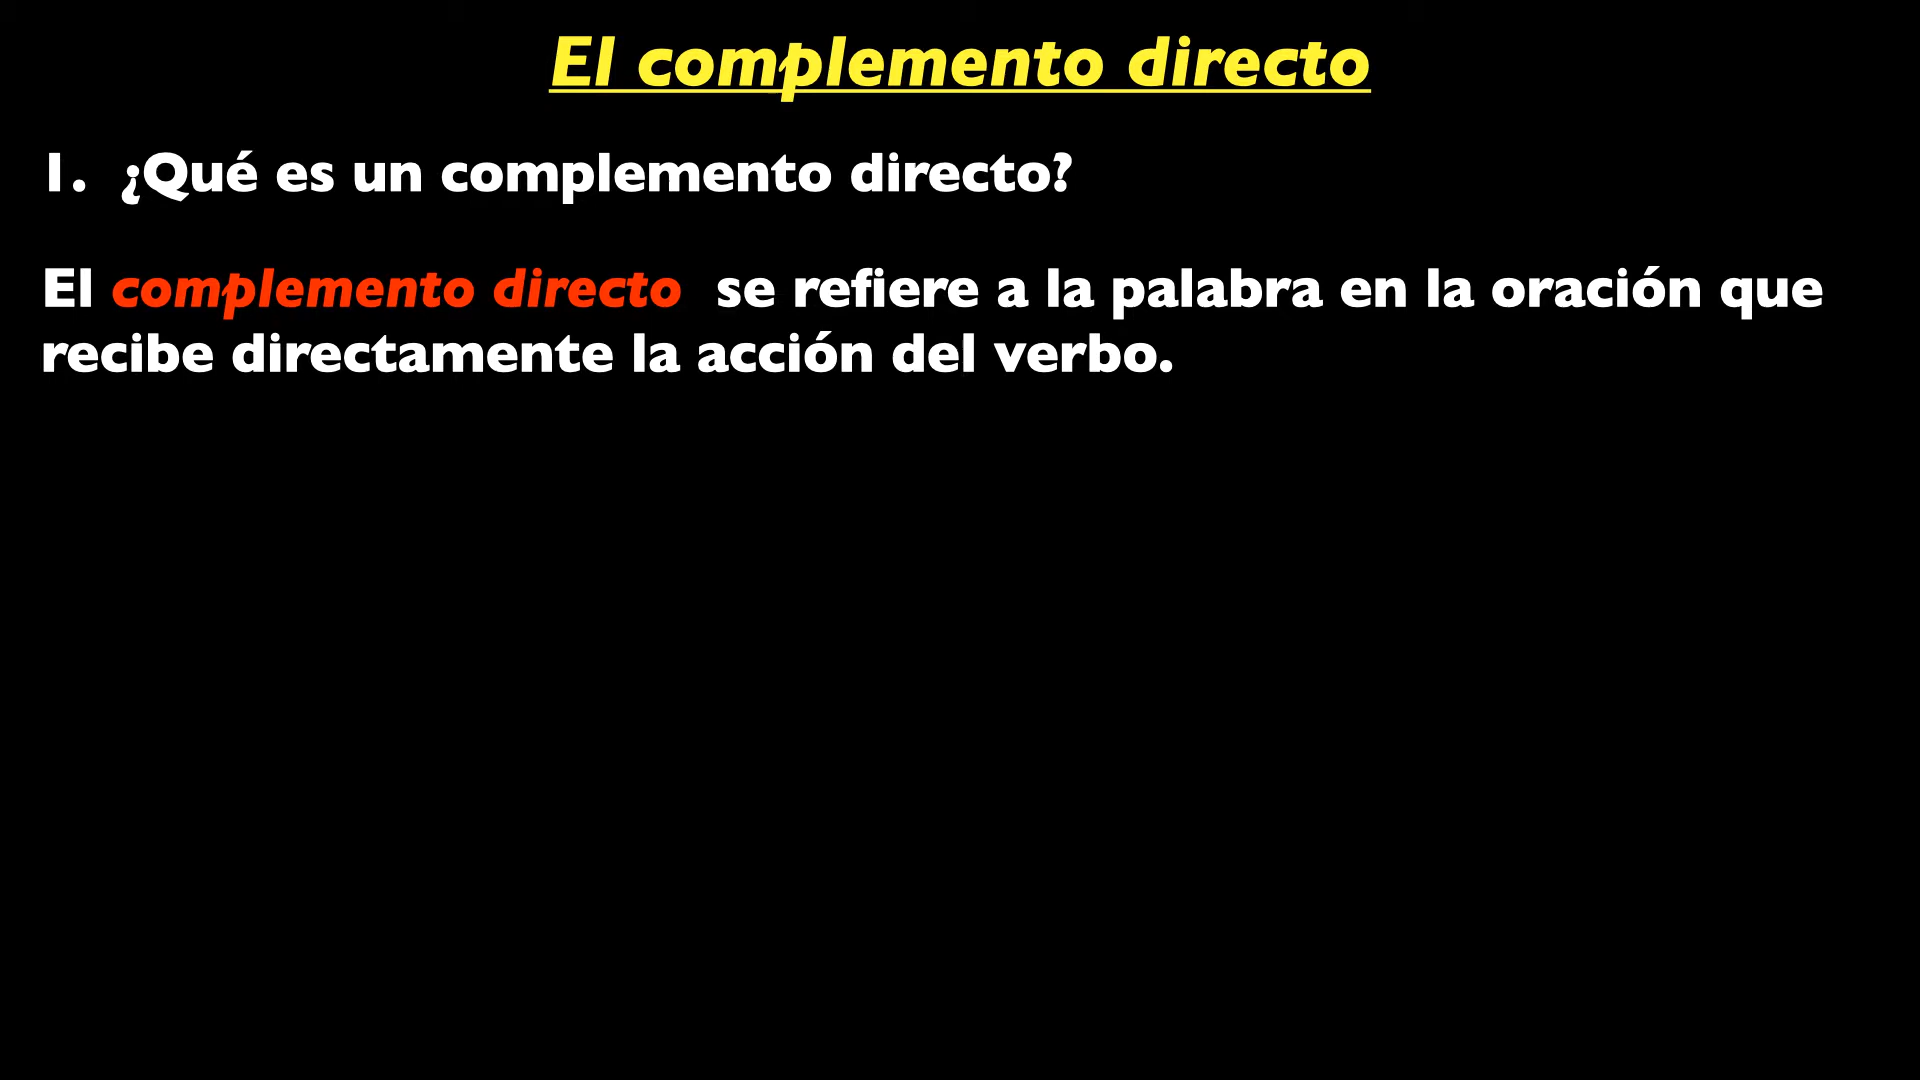 El complemento directo
1. ¿Qué es un complemento directo?
El complemento directo se refiere a la palabra en la oración que
recibe directamente la acción del verbo.